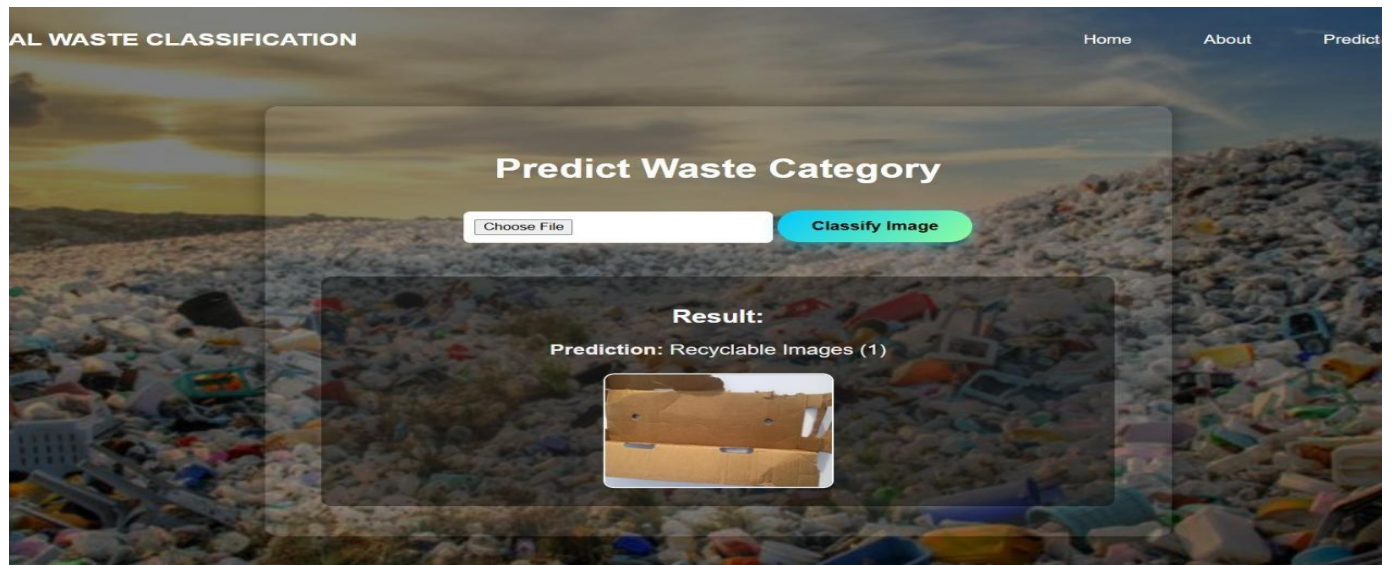 AL WASTE CLASSIFICATION Home About Predict
Predict Waste Category
Choose File Classify Image
Result:
Prediction: Recyclable Images (1)